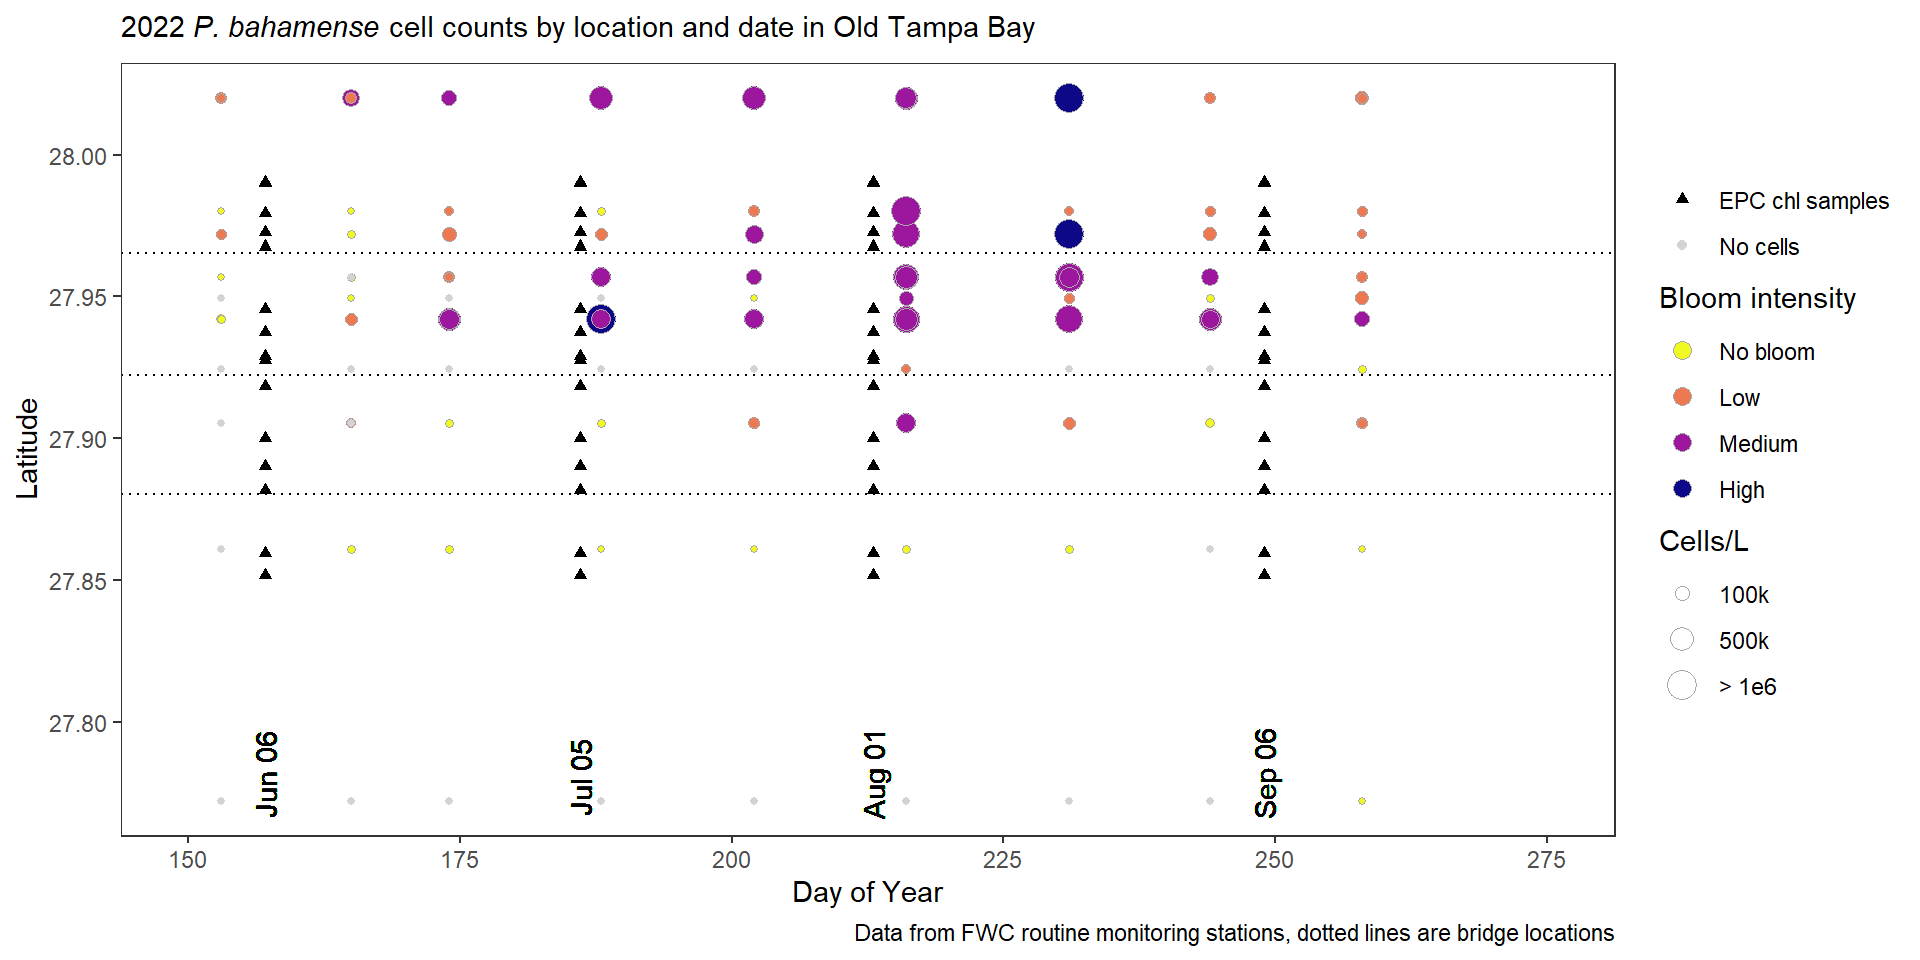 2022 P. bahamense cell counts by location and date in Old Tampa Bay
28.00
27.95
27.90
27.85
27.80
Latitude
Jun 06
Jul 05
Aug 01
Sep 06
150
175
200
225
250
275
Day of Year
Data from FWC routine monitoring stations, dotted lines are bridge locations
EPC chl samples
No cells
Bloom intensity
No bloom
Low
Medium
High
Cells/L
100k
500k
> 1e6